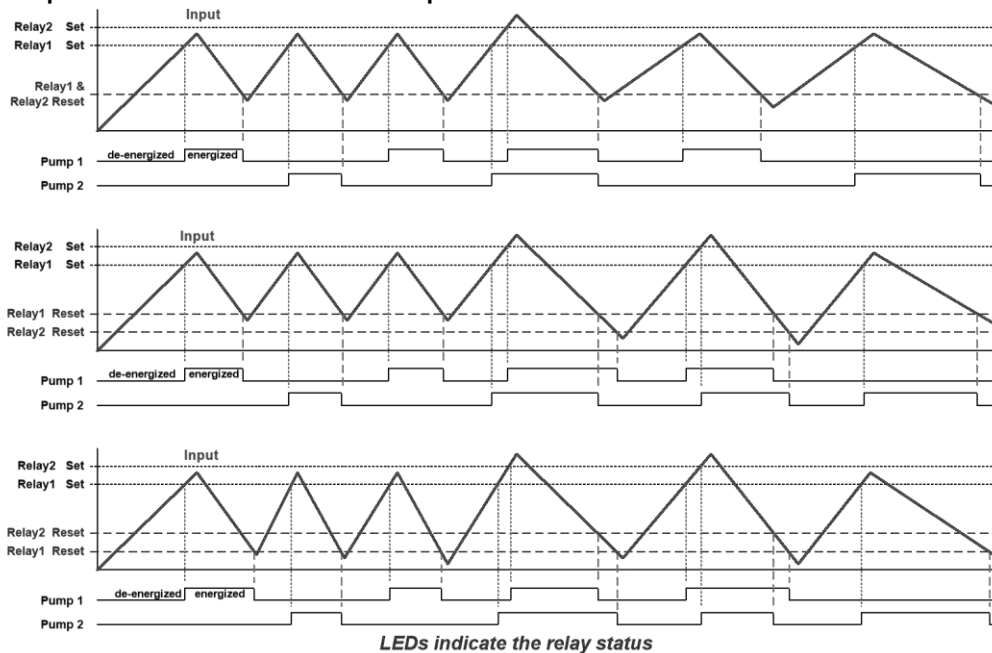 Input
Relay2 Set
Relay1 Set
Relay1 &
Relay2 Reset
de-energized energized
Pump 1
Pump 2
Input
Relay2 Set
Relay1 Set
Relay1 Reset
Relay2 Reset
de-energized energized
Pump 1
Pump 2
Input
Relay2 Set
Relay1 Set
Relay2 Reset
Relay1 Reset
de-energized energized
Pump 1
Pump 2
LEDs indicate the relay status